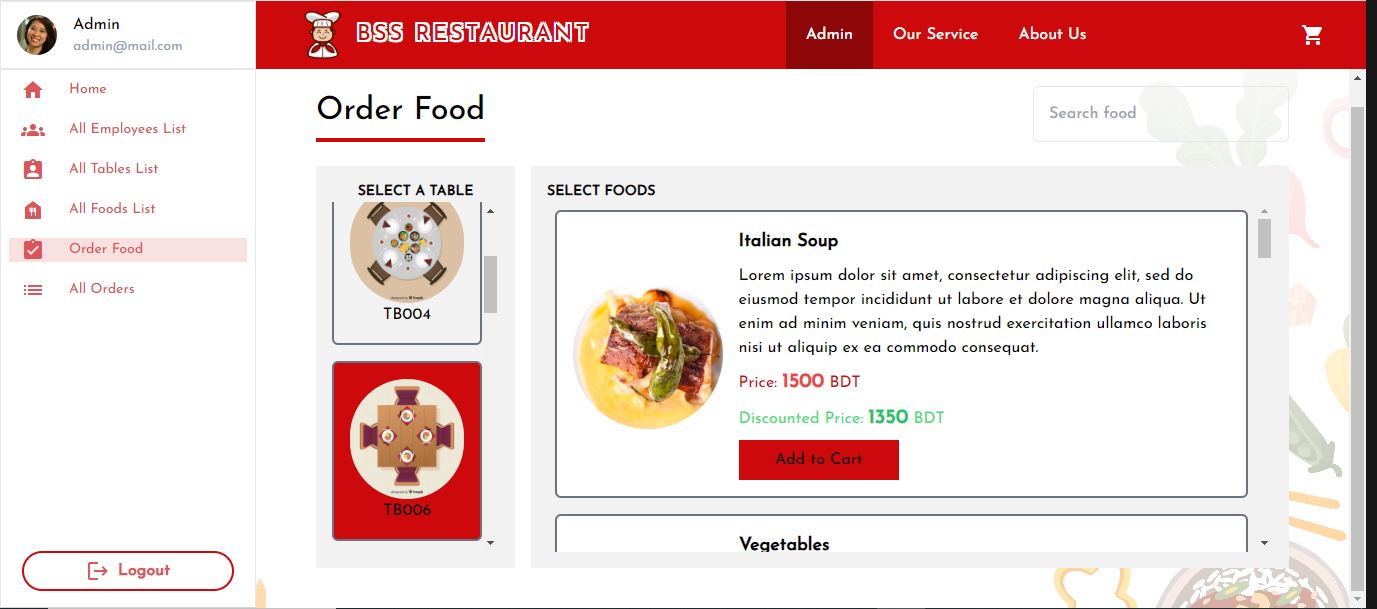 Admin
admin@mail.com
BSS RESTAURANT
Admin
Our Service
About Us
Home
All Employees List
All Tables List
All Foods List
Order Food
All Orders
Logout
Order Food
Search food
SELECT A TABLE
TB004
TB006
SELECT FOODS
Italian Soup
Lorem ipsum dolor sit amet, consectetur adipiscing elit, sed do
eiusmod tempor incididunt ut labore et dolore magna aliqua. Ut
enim ad minim veniam, quis nostrud exercitation ullamco laboris
nisi ut aliquip ex ea commodo consequat.
Price: 1500 BDT
Discounted Price: 1350 BDT
Add to Cart
Vegetables